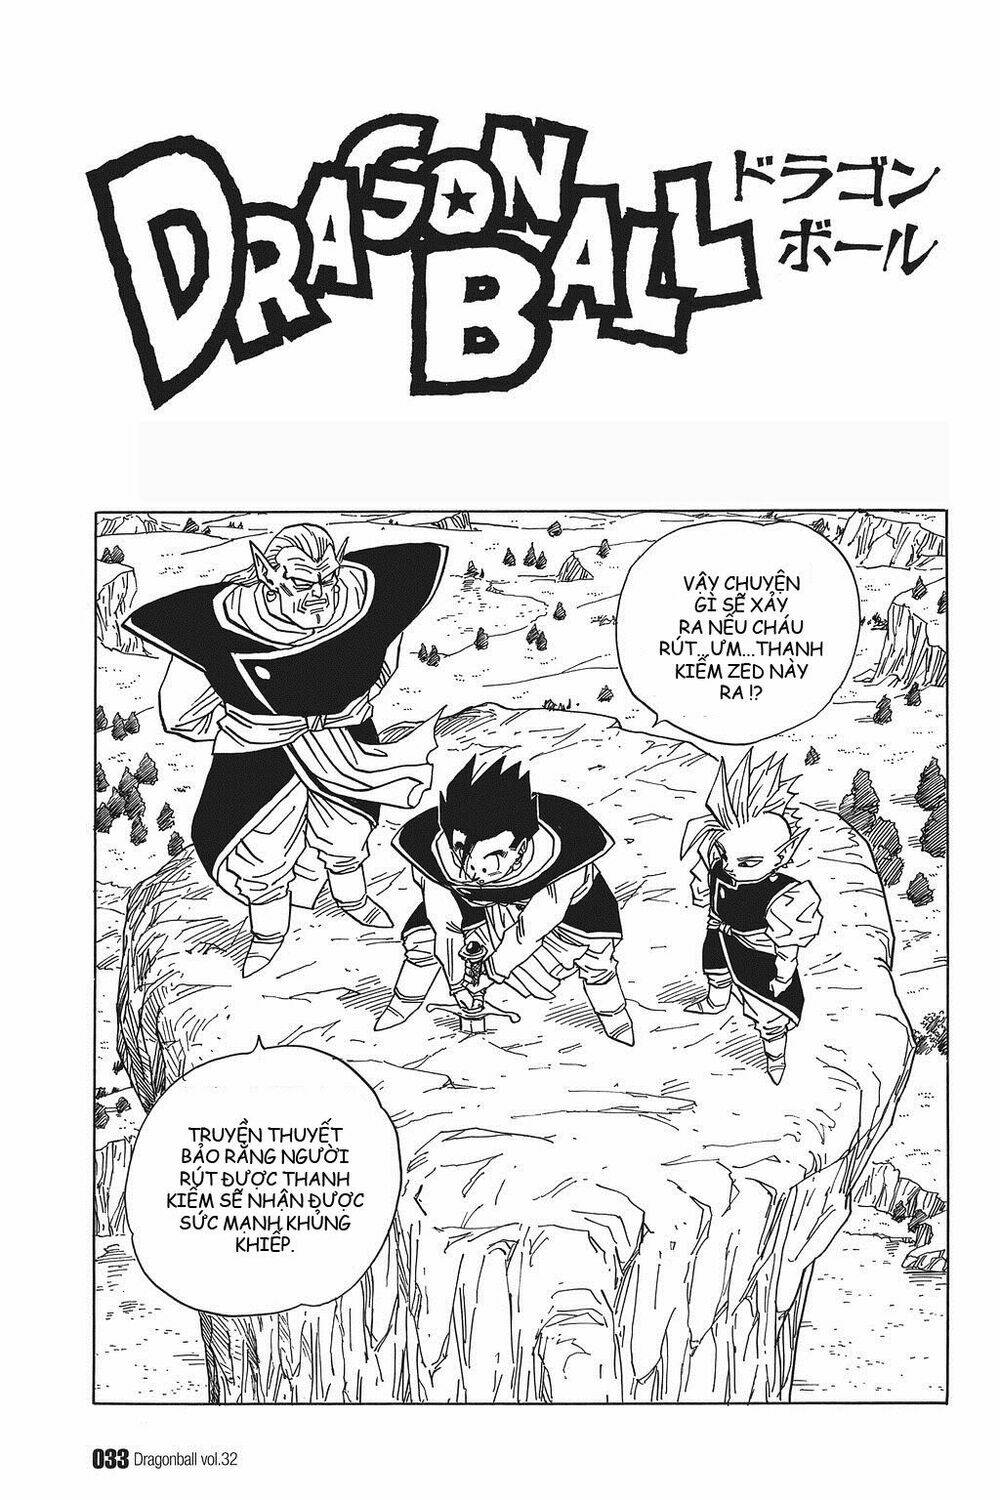 DRAGON BALL
ドラゴン
ボール
VẬY CHUYỆN
GÌ SẼ XẢY
RA NẾU CHÁU
RÚT...ƯM...THANH
KIẾM ZED NÀY
RA !?
TRUYỀN THUYẾT
BẢO RẰNG NGƯỜI
RÚT ĐƯỢC THANH
KIẾM SẼ NHẬN ĐƯỢC
SỨC MANH KHỦNG
KHIẾP.
033 Dragonball vol.32